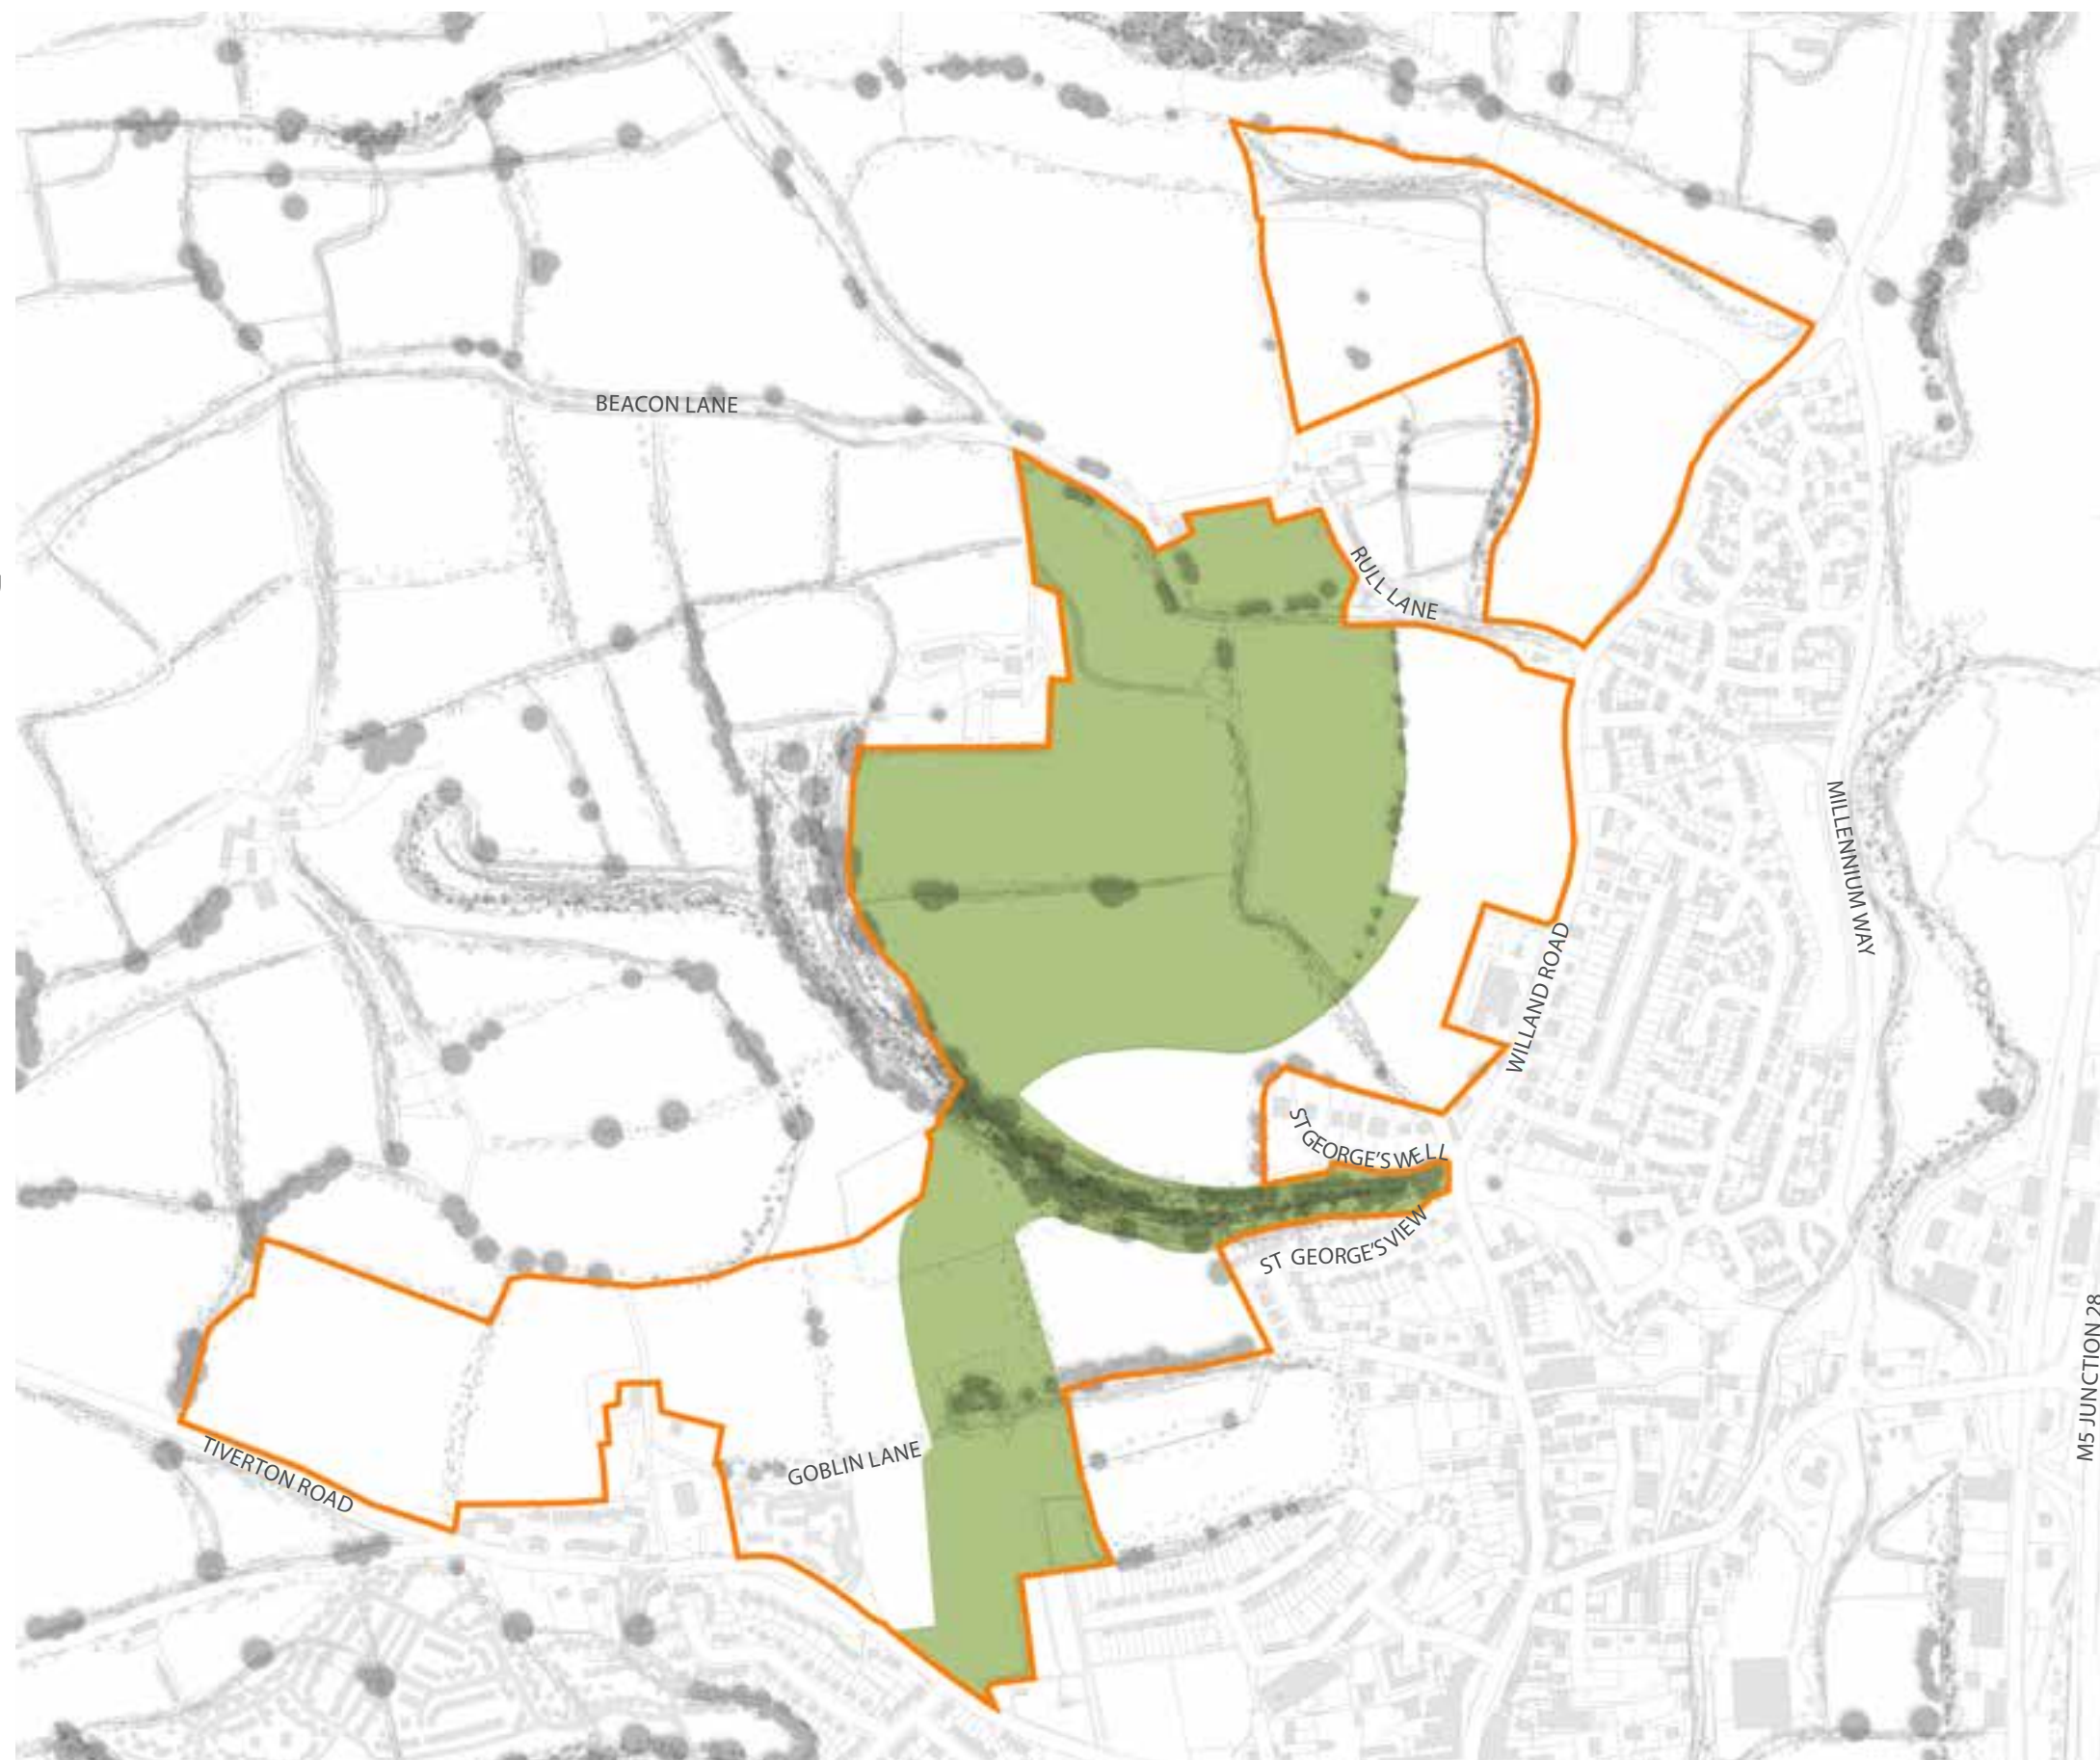 BEACON LANE
RULL LANE
MILLENNIUM WAY
WILLAND ROAD
ST GEORGE'S WELL
ST GEORGE'S VIEW
M5 JUNCTION 28
TIVERTON ROAD
GOBLIN LANE